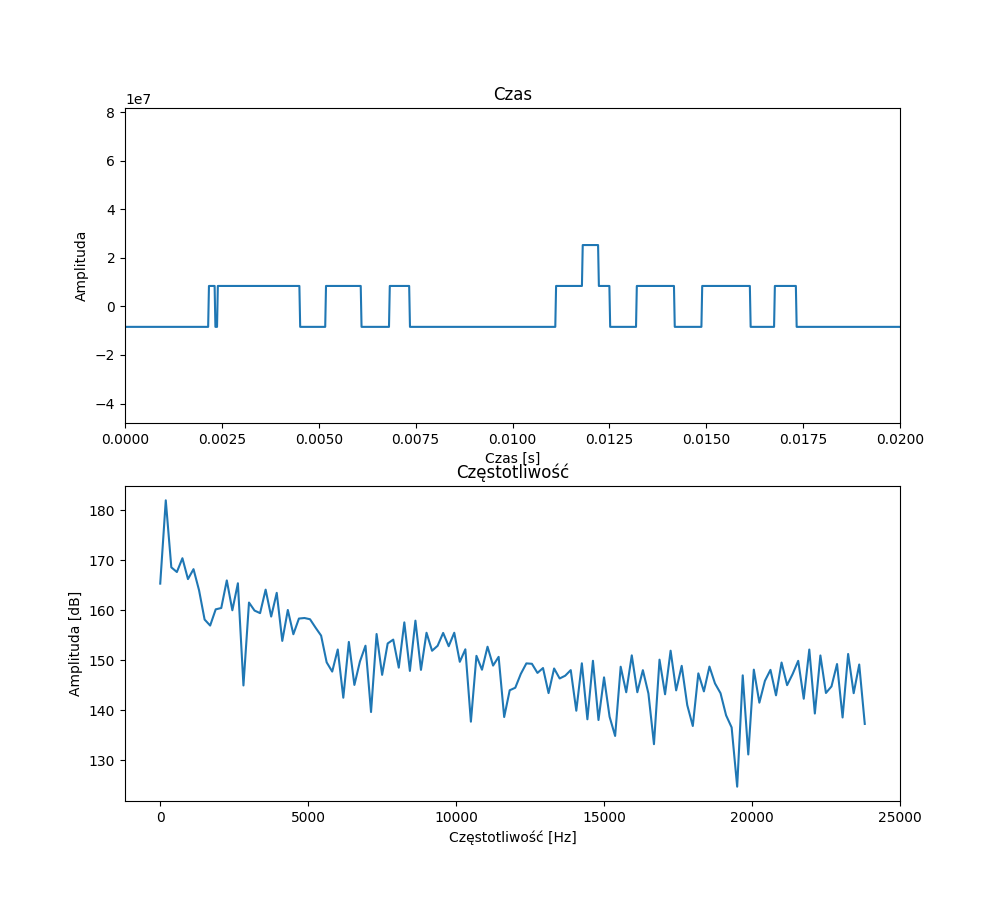 Czas
1e7
8
6
4
2
0
−2
−4
Amplituda
0.0000 0.0025 0.0050 0.0075 0.0100 0.0125 0.0150 0.0175 0.0200
Czas [s]
Częstotliwość
180
170
160
150
140
130
Amplituda [dB]
0 5000 10000 15000 20000 25000
Częstotliwość [Hz]